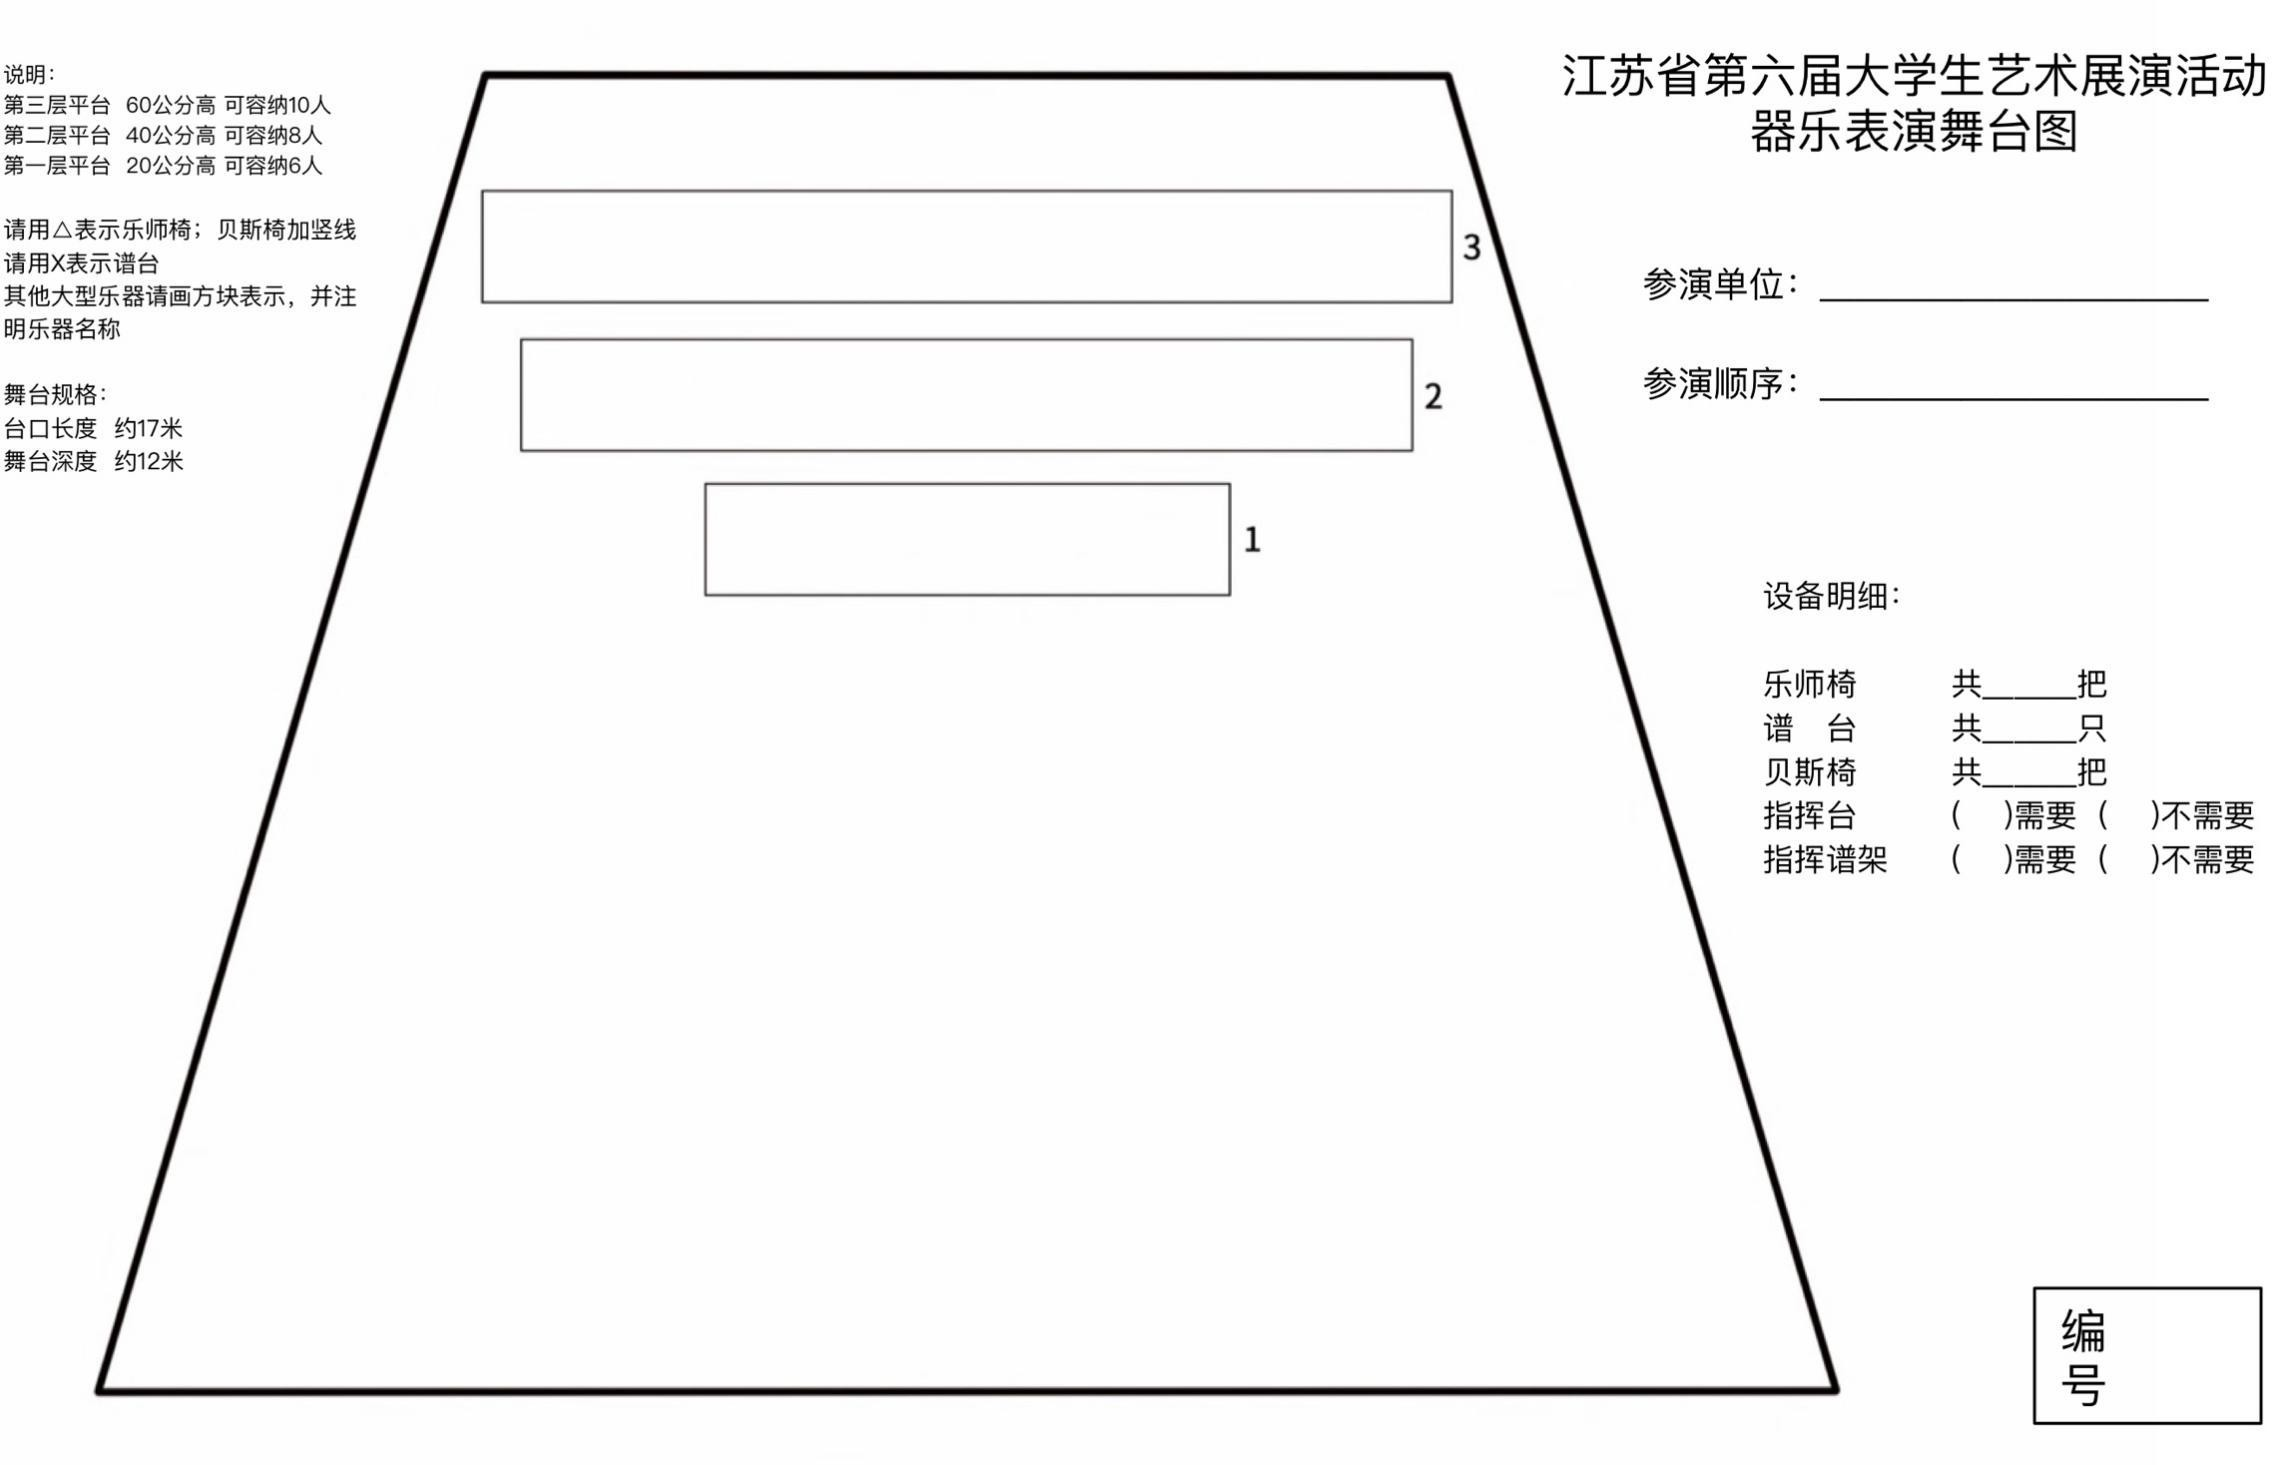 江苏省第六届大学生艺术展演活动
器乐表演舞台图
说明：
第三层平台 60公分高 可容纳10人
第二层平台 40公分高 可容纳8人
第一层平台 20公分高 可容纳6人
请用△表示乐师椅；贝斯椅加竖线
请用X表示谱台
其他大型乐器请画方块表示，并注
明乐器名称
舞台规格：
台口长度 约17米
舞台深度 约12米
3
2
1
参演单位：____________
参演顺序：____________
设备明细：
乐师椅 共______把
谱 台 共______只
贝斯椅 共______把
指挥台 ( )需要 ( )不需要
指挥谱架 ( )需要 ( )不需要
编
号